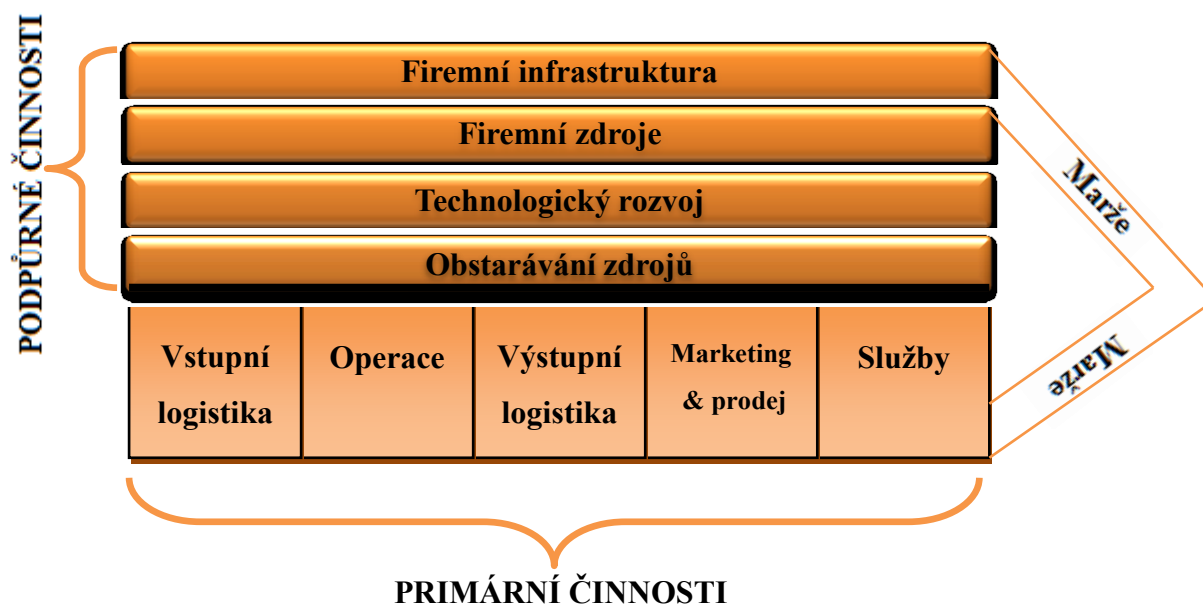 PODPŮRNÉ ČINNOSTI
Firemní infrastruktura
Firemní zdroje
Technologický rozvoj
Obstarávání zdrojů
Marže
Marže
Vstupní
logistika
Operace
Výstupní
logistika
Marketing
& prodej
Služby
PRIMÁRNÍ ČINNOSTI